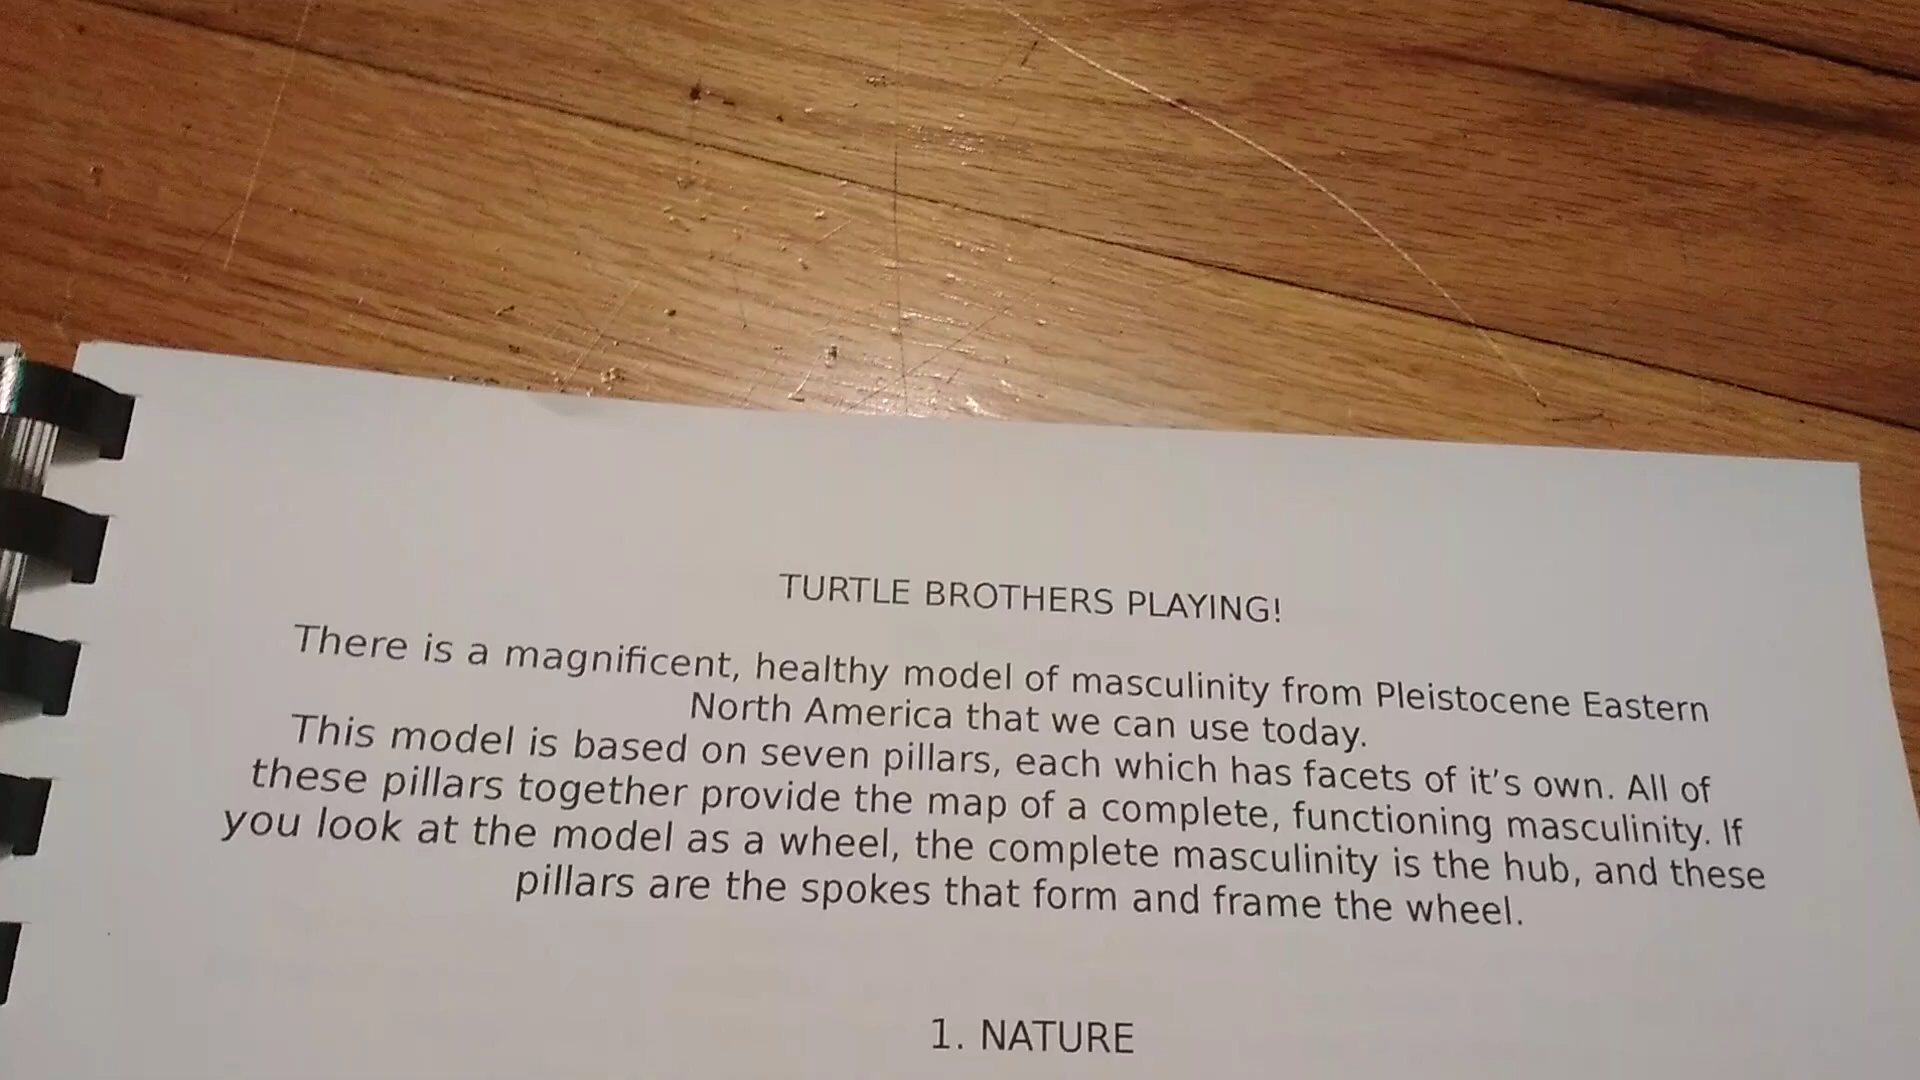 TURTLE BROTHERS PLAYING!
There is a magnificent, healthy model of masculinity from Pleistocene Eastern
North America that we can use today.
This model is based on seven pillars, each which has facets of it’s own. All of
these pillars together provide the map of a complete, functioning masculinity. If
you look at the model as a wheel, the complete masculinity is the hub, and these
pillars are the spokes that form and frame the wheel.
1. NATURE